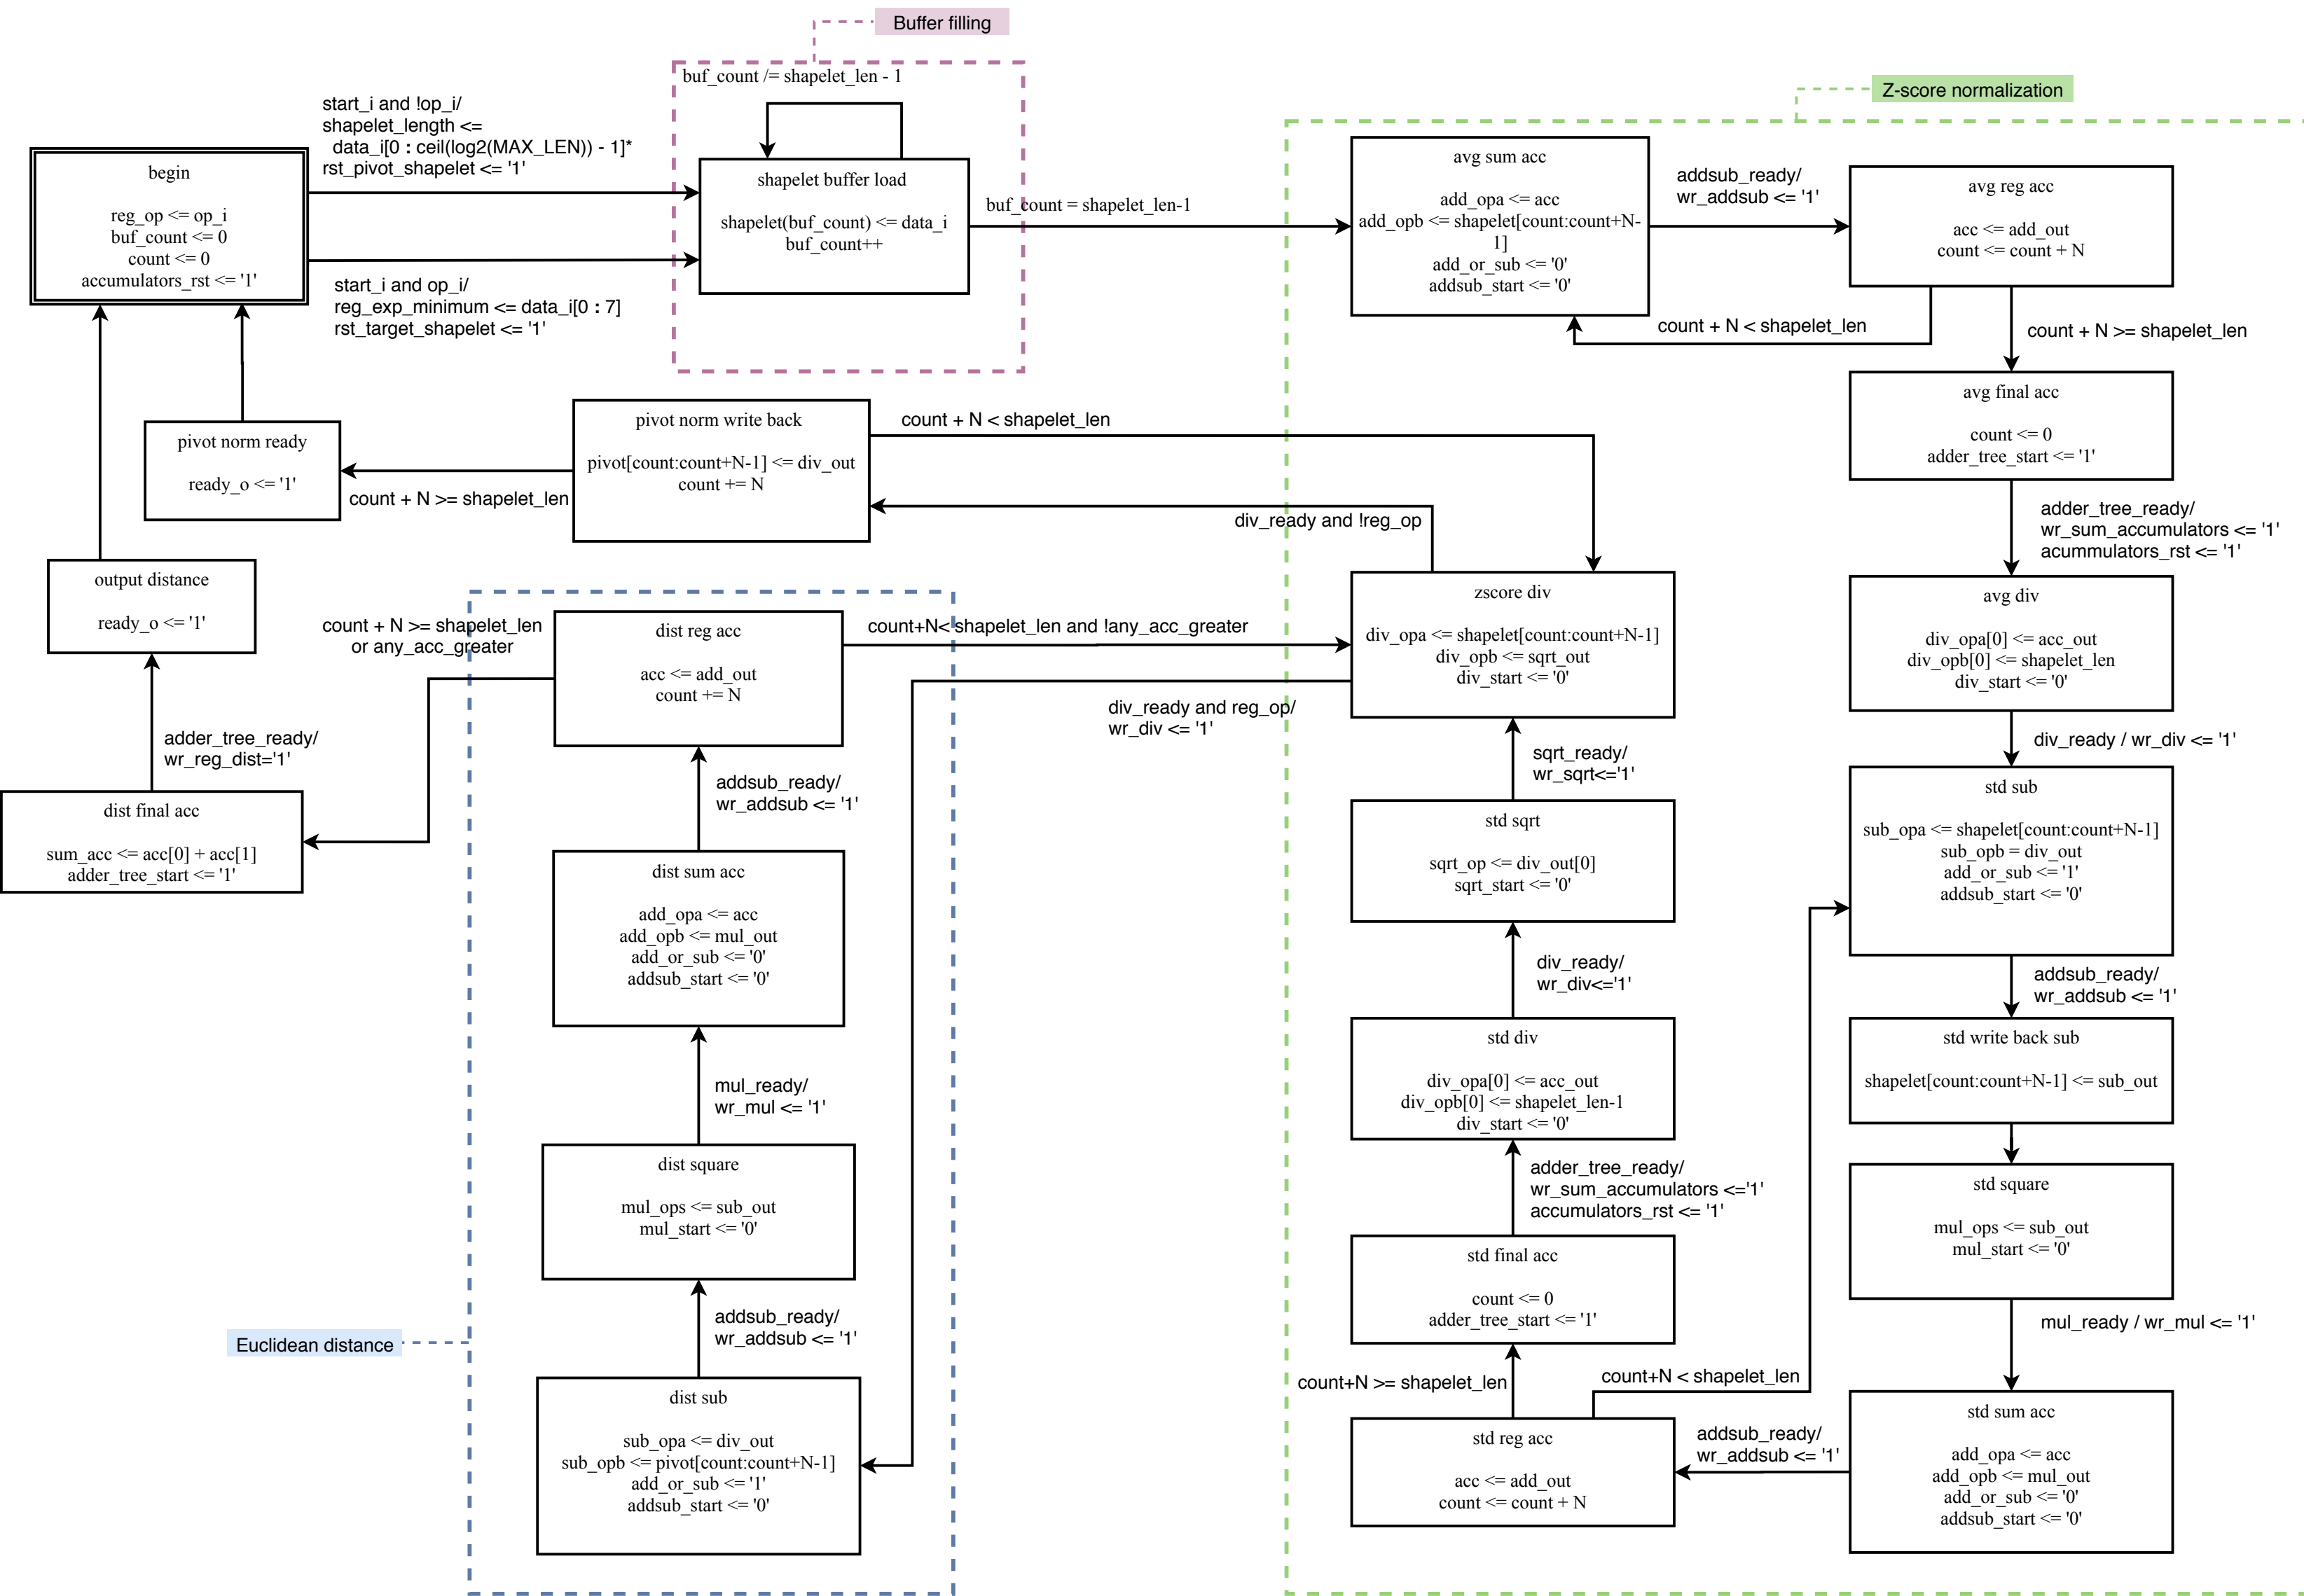 Buffer filling
buf_count /= shapelet_len - 1
Z-score normalization
start_i and !op_i/
shapelet_length <=
data_i[0 : ceil(log2(MAX_LEN)) - 1]*
rst_pivot_shapelet <= '1'
begin
reg_op <= op_i
buf_count <= 0
count <= 0
accumulators_rst <= '1'
start_i and op_i/
reg_exp_minimum <= data_i[0 : 7]
rst_target_shapelet <= '1'
shapelet buffer load
shapelet(buf_count) <= data_i
buf_count++
buf_count = shapelet_len-1
avg sum acc
add_opa <= acc
add_opb <= shapelet[count:count+N-
1]
add_or_sub <= '0'
addsub_start <= '0'
addsub_ready/
wr_addsub <= '1'
avg reg acc
acc <= add_out
count <= count + N
count + N < shapelet_len
count + N >= shapelet_len
avg final acc
count <= 0
adder_tree_start <= '1'
adder_tree_ready/
wr_sum_accumulators <= '1'
acummulators_rst <= '1'
avg div
div_opa[0] <= acc_out
div_opb[0] <= shapelet_len
div_start <= '0'
div_ready / wr_div <= '1'
std sub
sub_opa <= shapelet[count:count+N-1]
sub_opb = div_out
add_or_sub <= '1'
addsub_start <= '0'
addsub_ready/
wr_addsub <= '1'
std write back sub
shapelet[count:count+N-1] <= sub_out
std square
mul_ops <= sub_out
mul_start <= '0'
mul_ready / wr_mul <= '1'
std sum acc
add_opa <= acc
add_opb <= mul_out
add_or_sub <= '0'
addsub_start <= '0'
addsub_ready/
wr_addsub <= '1'
std reg acc
acc <= add_out
count <= count + N
count+N < shapelet_len
count+N >= shapelet_len
std final acc
count <= 0
adder_tree_start <= '1'
adder_tree_ready/
wr_sum_accumulators <='1'
accumulators_rst <= '1'
std div
div_opa[0] <= acc_out
div_opb[0] <= shapelet_len-1
div_start <= '0'
div_ready/
wr_div<='1'
std sqrt
sqrt_op <= div_out[0]
sqrt_start <= '0'
sqrt_ready/
wr_sqrt<='1'
zscore div
div_opa <= shapelet[count:count+N-1]
div_opb <= sqrt_out
div_start <= '0'
div_ready and !reg_op
count + N < shapelet_len
pivot norm write back
pivot[count:count+N-1] <= div_out
count += N
count + N >= shapelet_len
pivot norm ready
ready_o <= '1'
div_ready and reg_op/
wr_div <= '1'
Euclidean distance
dist sub
sub_opa <= div_out
sub_opb <= pivot[count:count+N-1]
add_or_sub <= '1'
addsub_start <= '0'
addsub_ready/
wr_addsub <= '1'
dist square
mul_ops <= sub_out
mul_start <= '0'
mul_ready/
wr_mul <= '1'
dist sum acc
add_opa <= acc
add_opb <= mul_out
add_or_sub <= '0'
addsub_start <= '0'
addsub_ready/
wr_addsub <= '1'
dist reg acc
acc <= add_out
count += N
count+N< shapelet_len and !any_acc_greater
count + N >= shapelet_len
or any_acc_greater
dist final acc
sum_acc <= acc[0] + acc[1]
adder_tree_start <= '1'
adder_tree_ready/
wr_reg_dist='1'
output distance
ready_o <= '1'